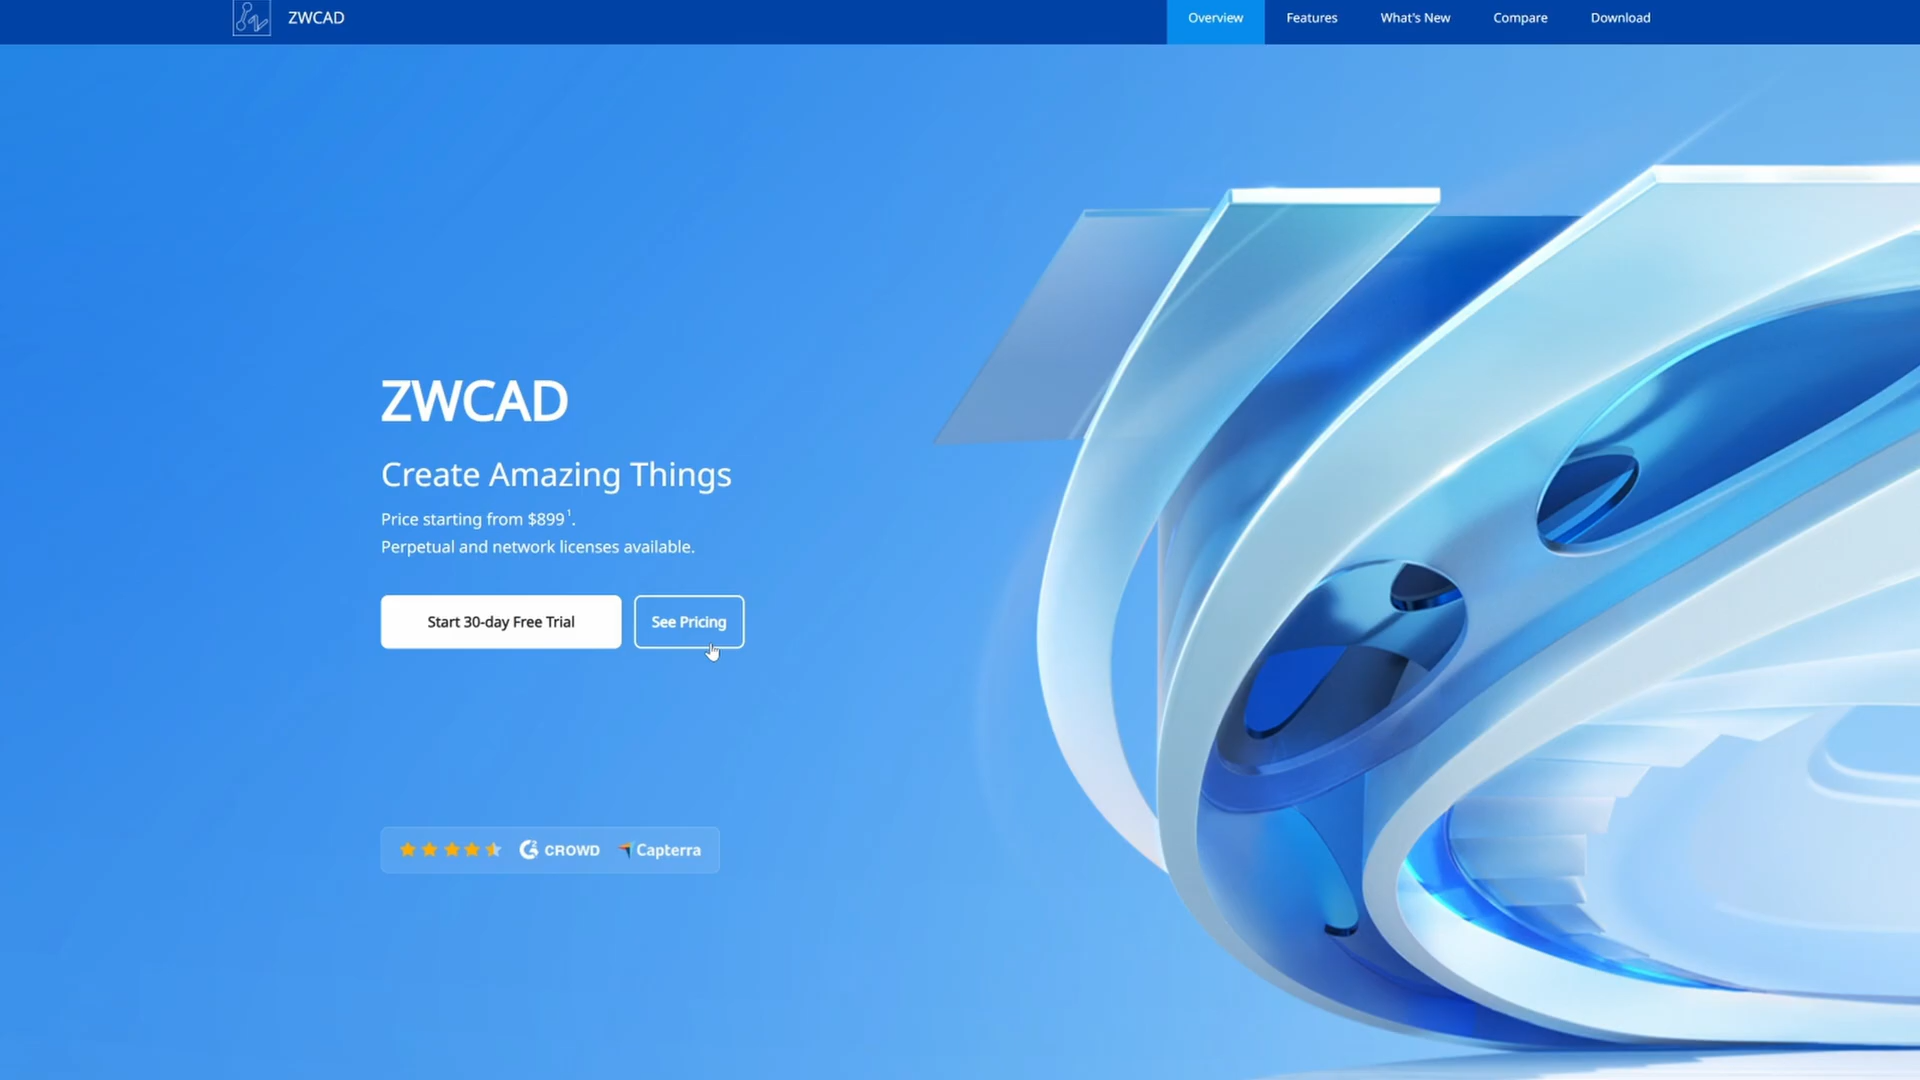 ZWCAD
Overview
Features
What's New
Compare
Download
ZWCAD
Create Amazing Things
Price starting from $899¹.
Perpetual and network licenses available.
Start 30-day Free Trial
See Pricing
G2 CROWD
Capterra